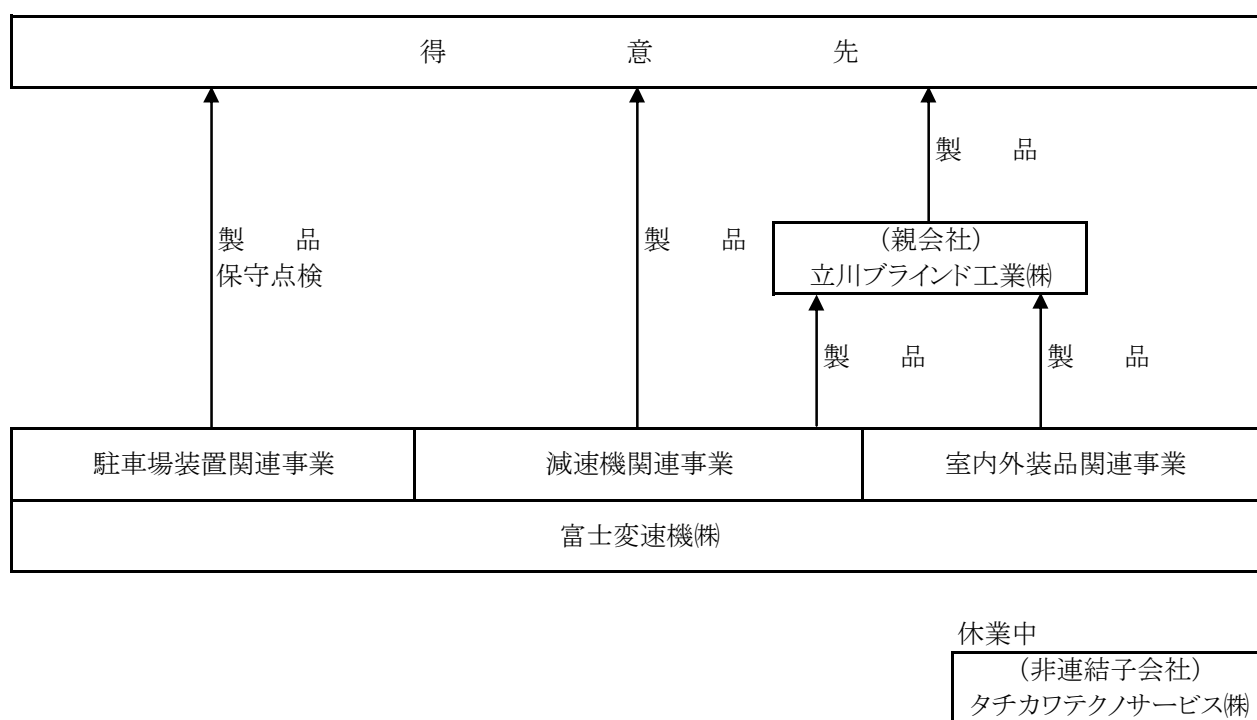 得　意　先
製　品
製　品
保守点検
製　品
(親会社)
立川ブラインド工業㈱
製　品
製　品
駐車場装置関連事業
減速機関連事業
室内外装品関連事業
富士変速機㈱
休業中
(非連結子会社)
タチカワテクノサービス㈱